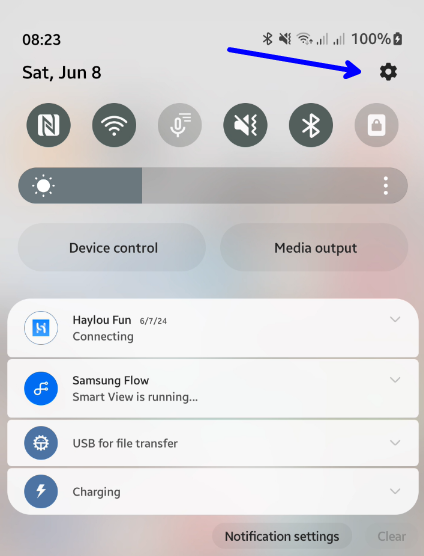 08:23
100%
Sat, Jun 8
Device control
Media output
Haylou Fun 6/7/24
Connecting
Samsung Flow
Smart View is running...
USB for file transfer
Charging
Notification settings
Clear